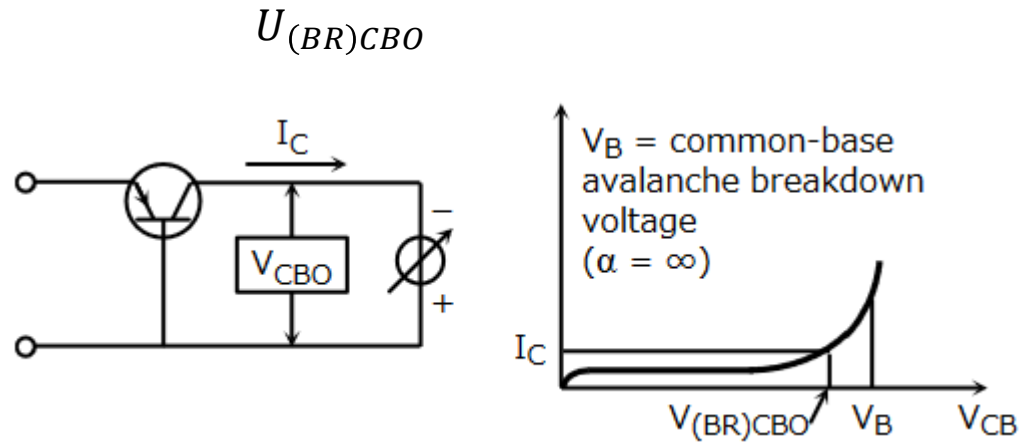 U(BR)CBO
IC
VCBO
−
+
VB = common-base
avalanche breakdown
voltage
(α = ∞)
IC
V(BR)CBO
VB
VCB